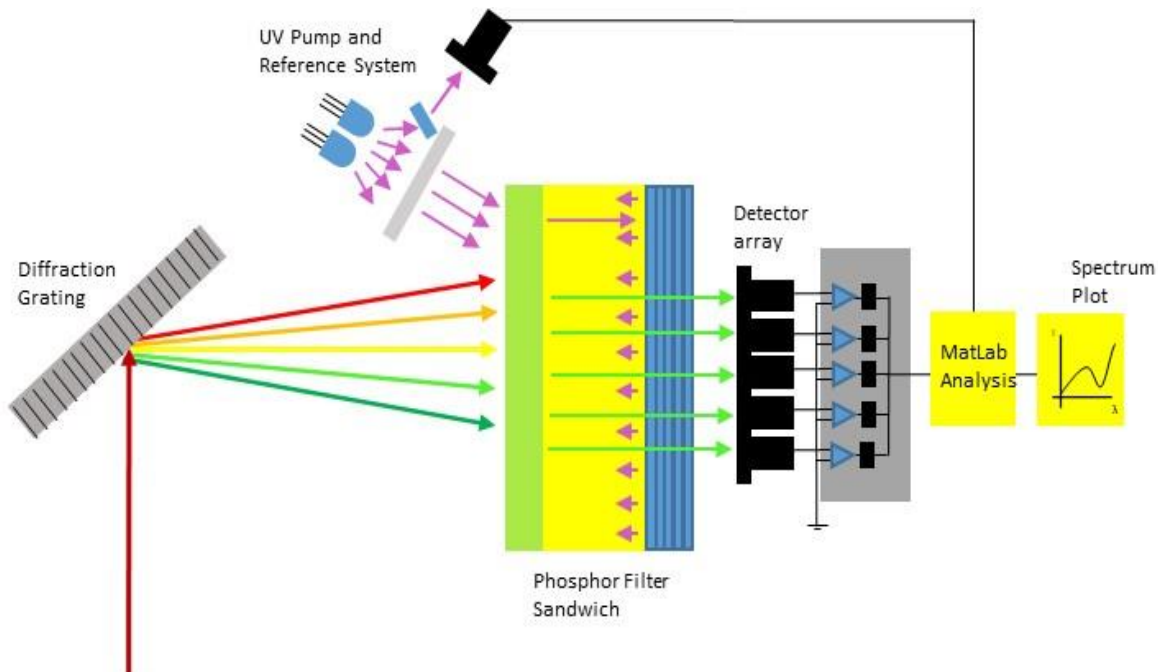 UV Pump and
Reference System
Diffraction
Grating
Detector
array
Spectrum
Plot
MatLab
Analysis
I
λ
Phosphor Filter
Sandwich